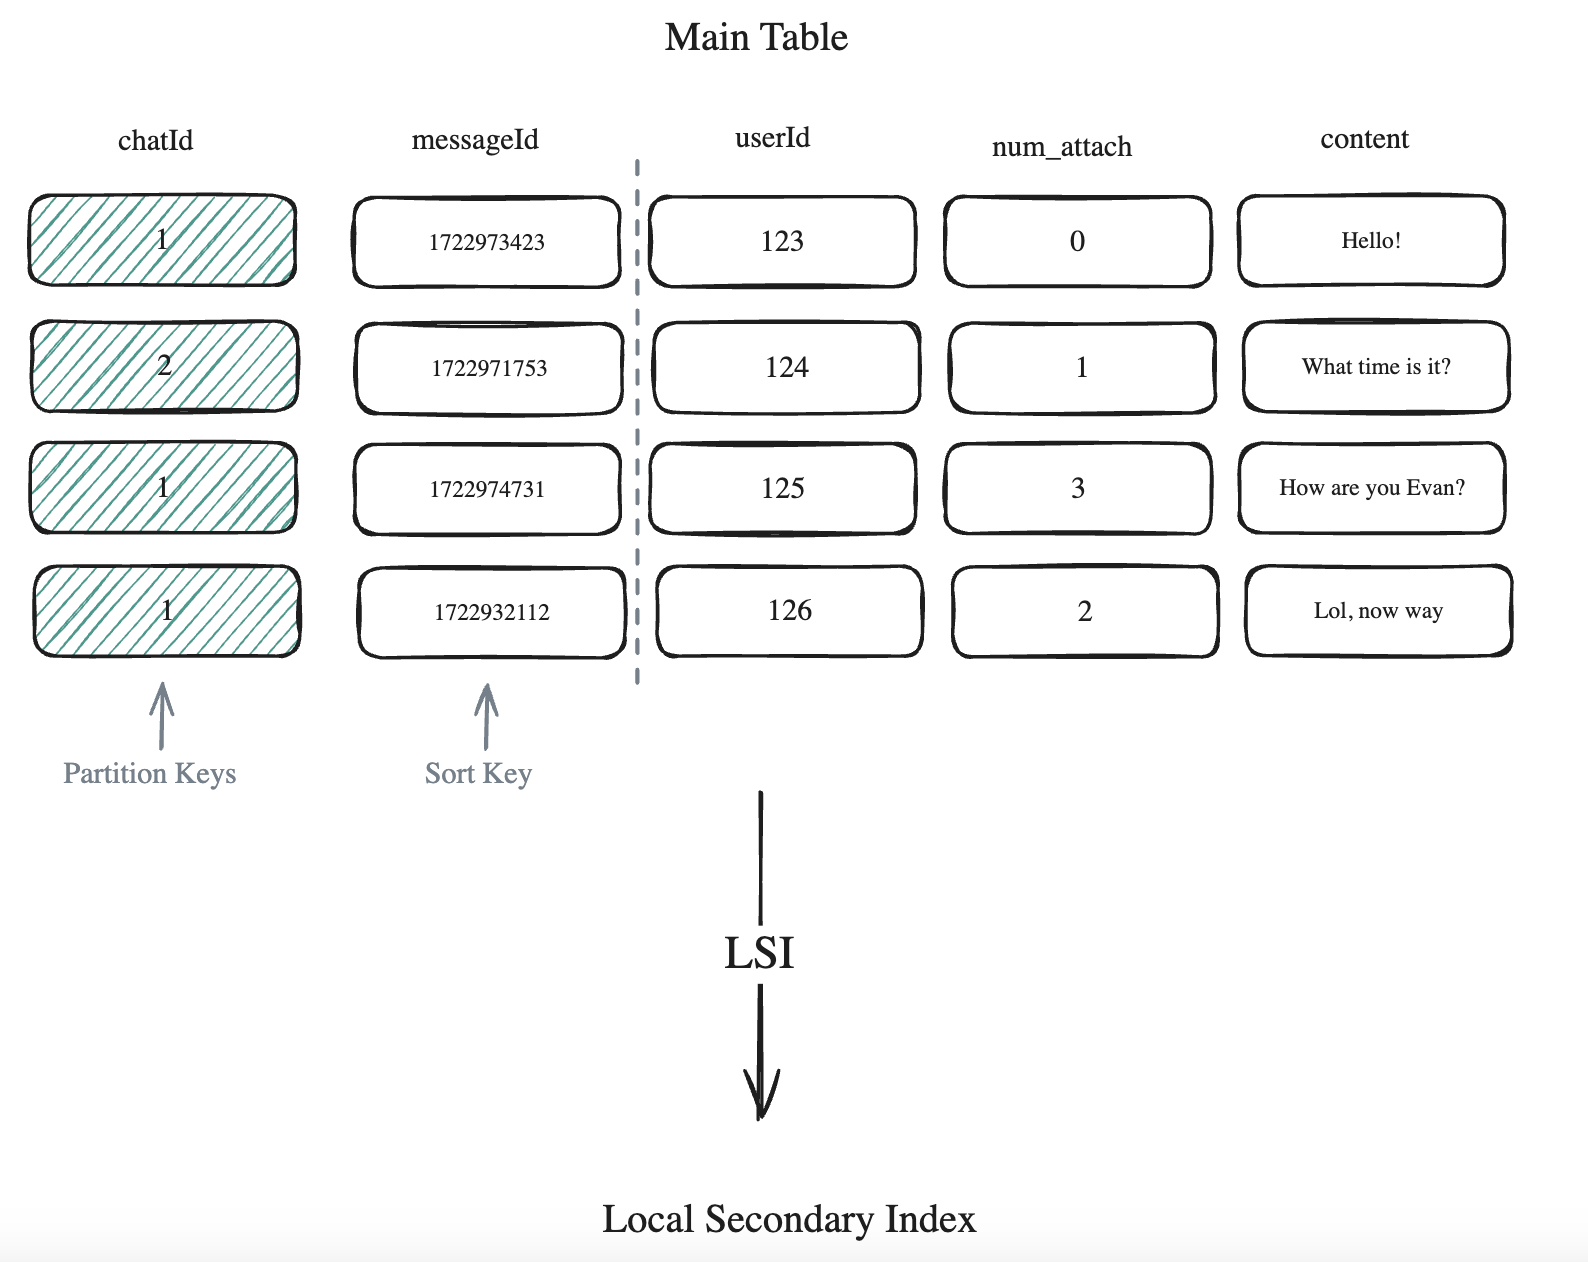 Main Table
chatId messageId userId num_attach content
1 1722973423 123 0 Hello!
2 1722971753 124 1 What time is it?
1 1722974731 125 3 How are you Evan?
1 1722932112 126 2 Lol, now way
Partition Keys Sort Key
LSI
Local Secondary Index